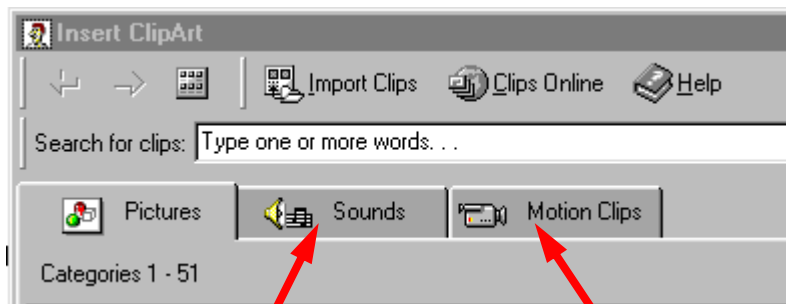 Insert ClipArt
Import Clips Clips Online Help
Search for clips: Type one or more words. . .
Pictures Sounds Motion Clips
Categories 1 - 51